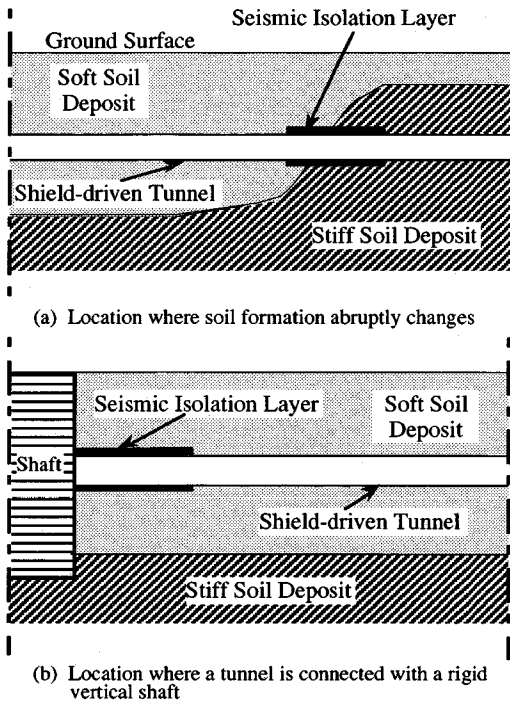 Seismic Isolation Layer
Ground Surface
Soft Soil
Deposit
Shield-driven Tunnel
Stiff Soil Deposit
(a) Location where soil formation abruptly changes
Seismic Isolation Layer
Soft Soil
Deposit
Shaft
Shield-driven Tunnel
Stiff Soil Deposit
(b) Location where a tunnel is connected with a rigid
vertical shaft